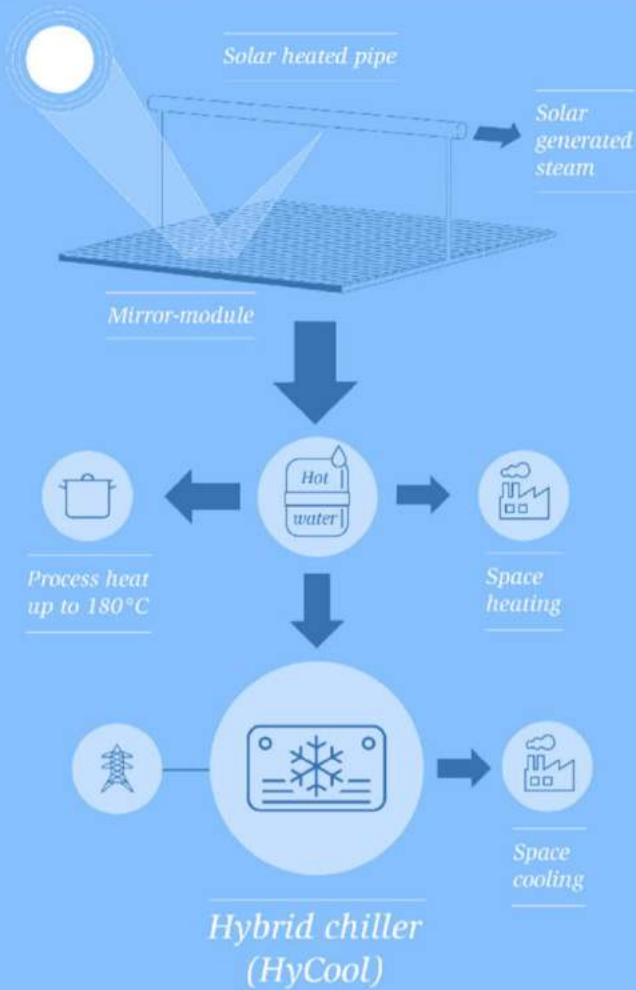 Solar heated pipe
Solar
generated
steam
Mirror-module
Hot
water
Process heat
up to 180°C
Space
heating
Space
cooling
Hybrid chiller
(HyCool)